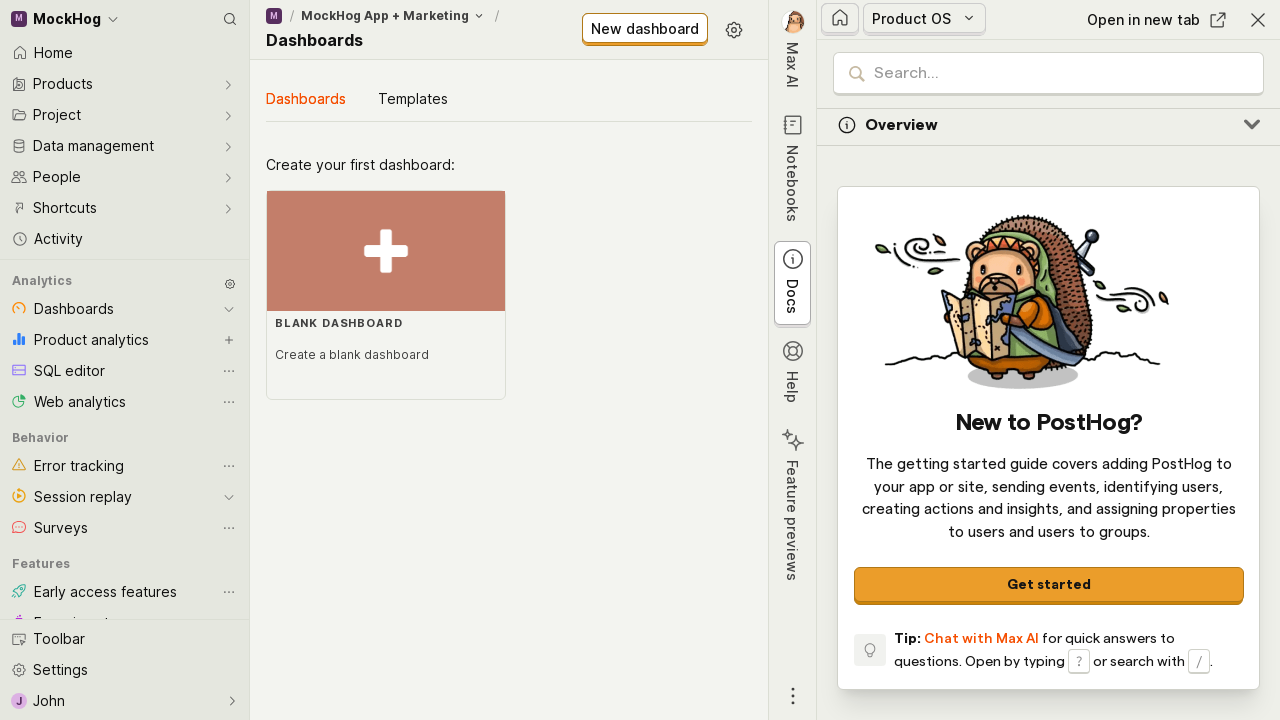 M MockHog
Home
Products
Project
Data management
People
Shortcuts
Activity
Analytics
Dashboards
Product analytics
SQL editor
Web analytics
Behavior
Error tracking
Session replay
Surveys
Features
Early access features
Toolbar
Settings
J John
M / MockHog App + Marketing /
Dashboards
New dashboard
Dashboards Templates
Create your first dashboard:
BLANK DASHBOARD
Create a blank dashboard
Max AI
Notebooks
Docs
Help
Feature previews
Product OS
Open in new tab
Search...
Overview
New to PostHog?
The getting started guide covers adding PostHog to
your app or site, sending events, identifying users,
creating actions and insights, and assigning properties
to users and users to groups.
Get started
Tip: Chat with Max AI for quick answers to
questions. Open by typing ? or search with / .